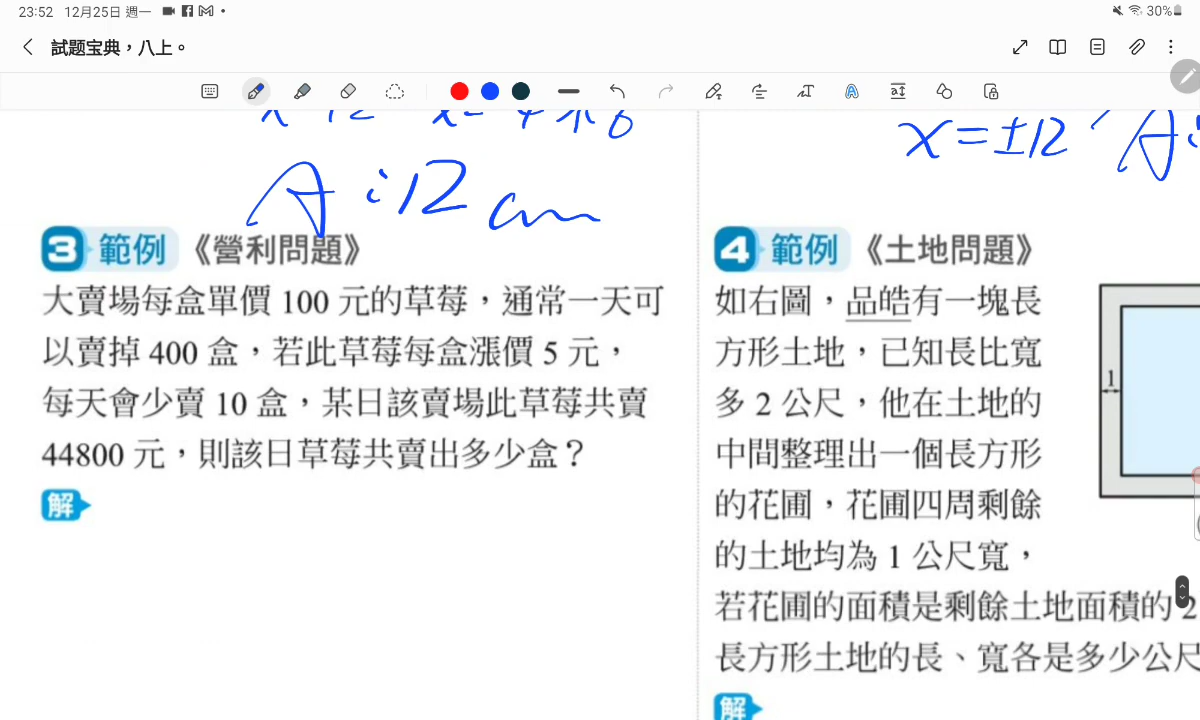 23:52 12月25日 週一 30%
試题宝典，八上。
x = ±12
A : 12 cm
3 範例《營利問題》
大賣場每盒單價 100 元的草莓，通常一天可
以賣掉 400 盒，若此草莓每盒漲價 5 元，
每天會少賣 10 盒，某日該賣場此草莓共賣
44800 元，則該日草莓共賣出多少盒？
解
4 範例《土地問題》
如右圖，品皓有一塊長
方形土地，已知長比寬
多 2 公尺，他在土地的
中間整理出一個長方形
的花圃，花圃四周剩餘
的土地均為 1 公尺寬，
若花圃的面積是剩餘土地面積的 2
長方形土地的長、寬各是多少公尺
解
1